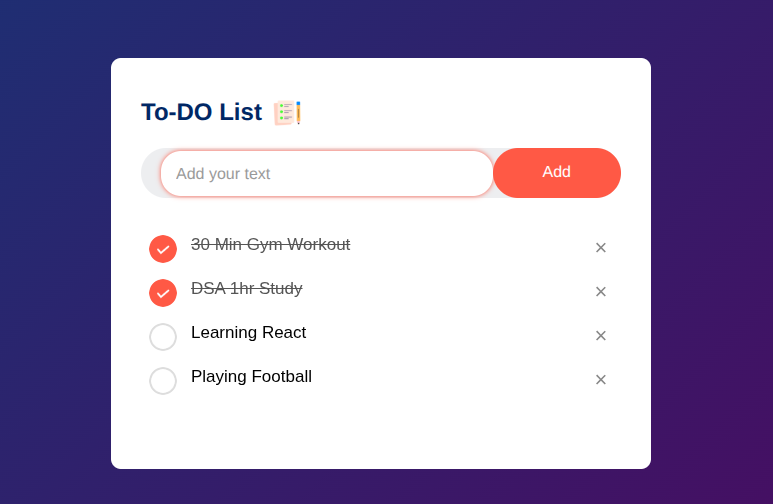 To-DO List
Add your text
Add
30 Min Gym Workout
DSA 1hr Study
Learning React
Playing Football